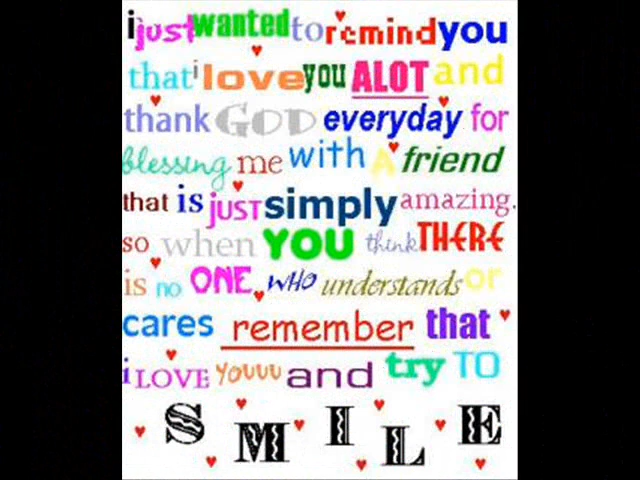 i just wanted to remind you
that i love you ALOT and
thank GOD everyday for
blessing me with A friend
that is just simply amazing.
so when YOU think THERE
is no ONE who understands or
cares remember that
i LOVE Youuu and try TO
SMILE